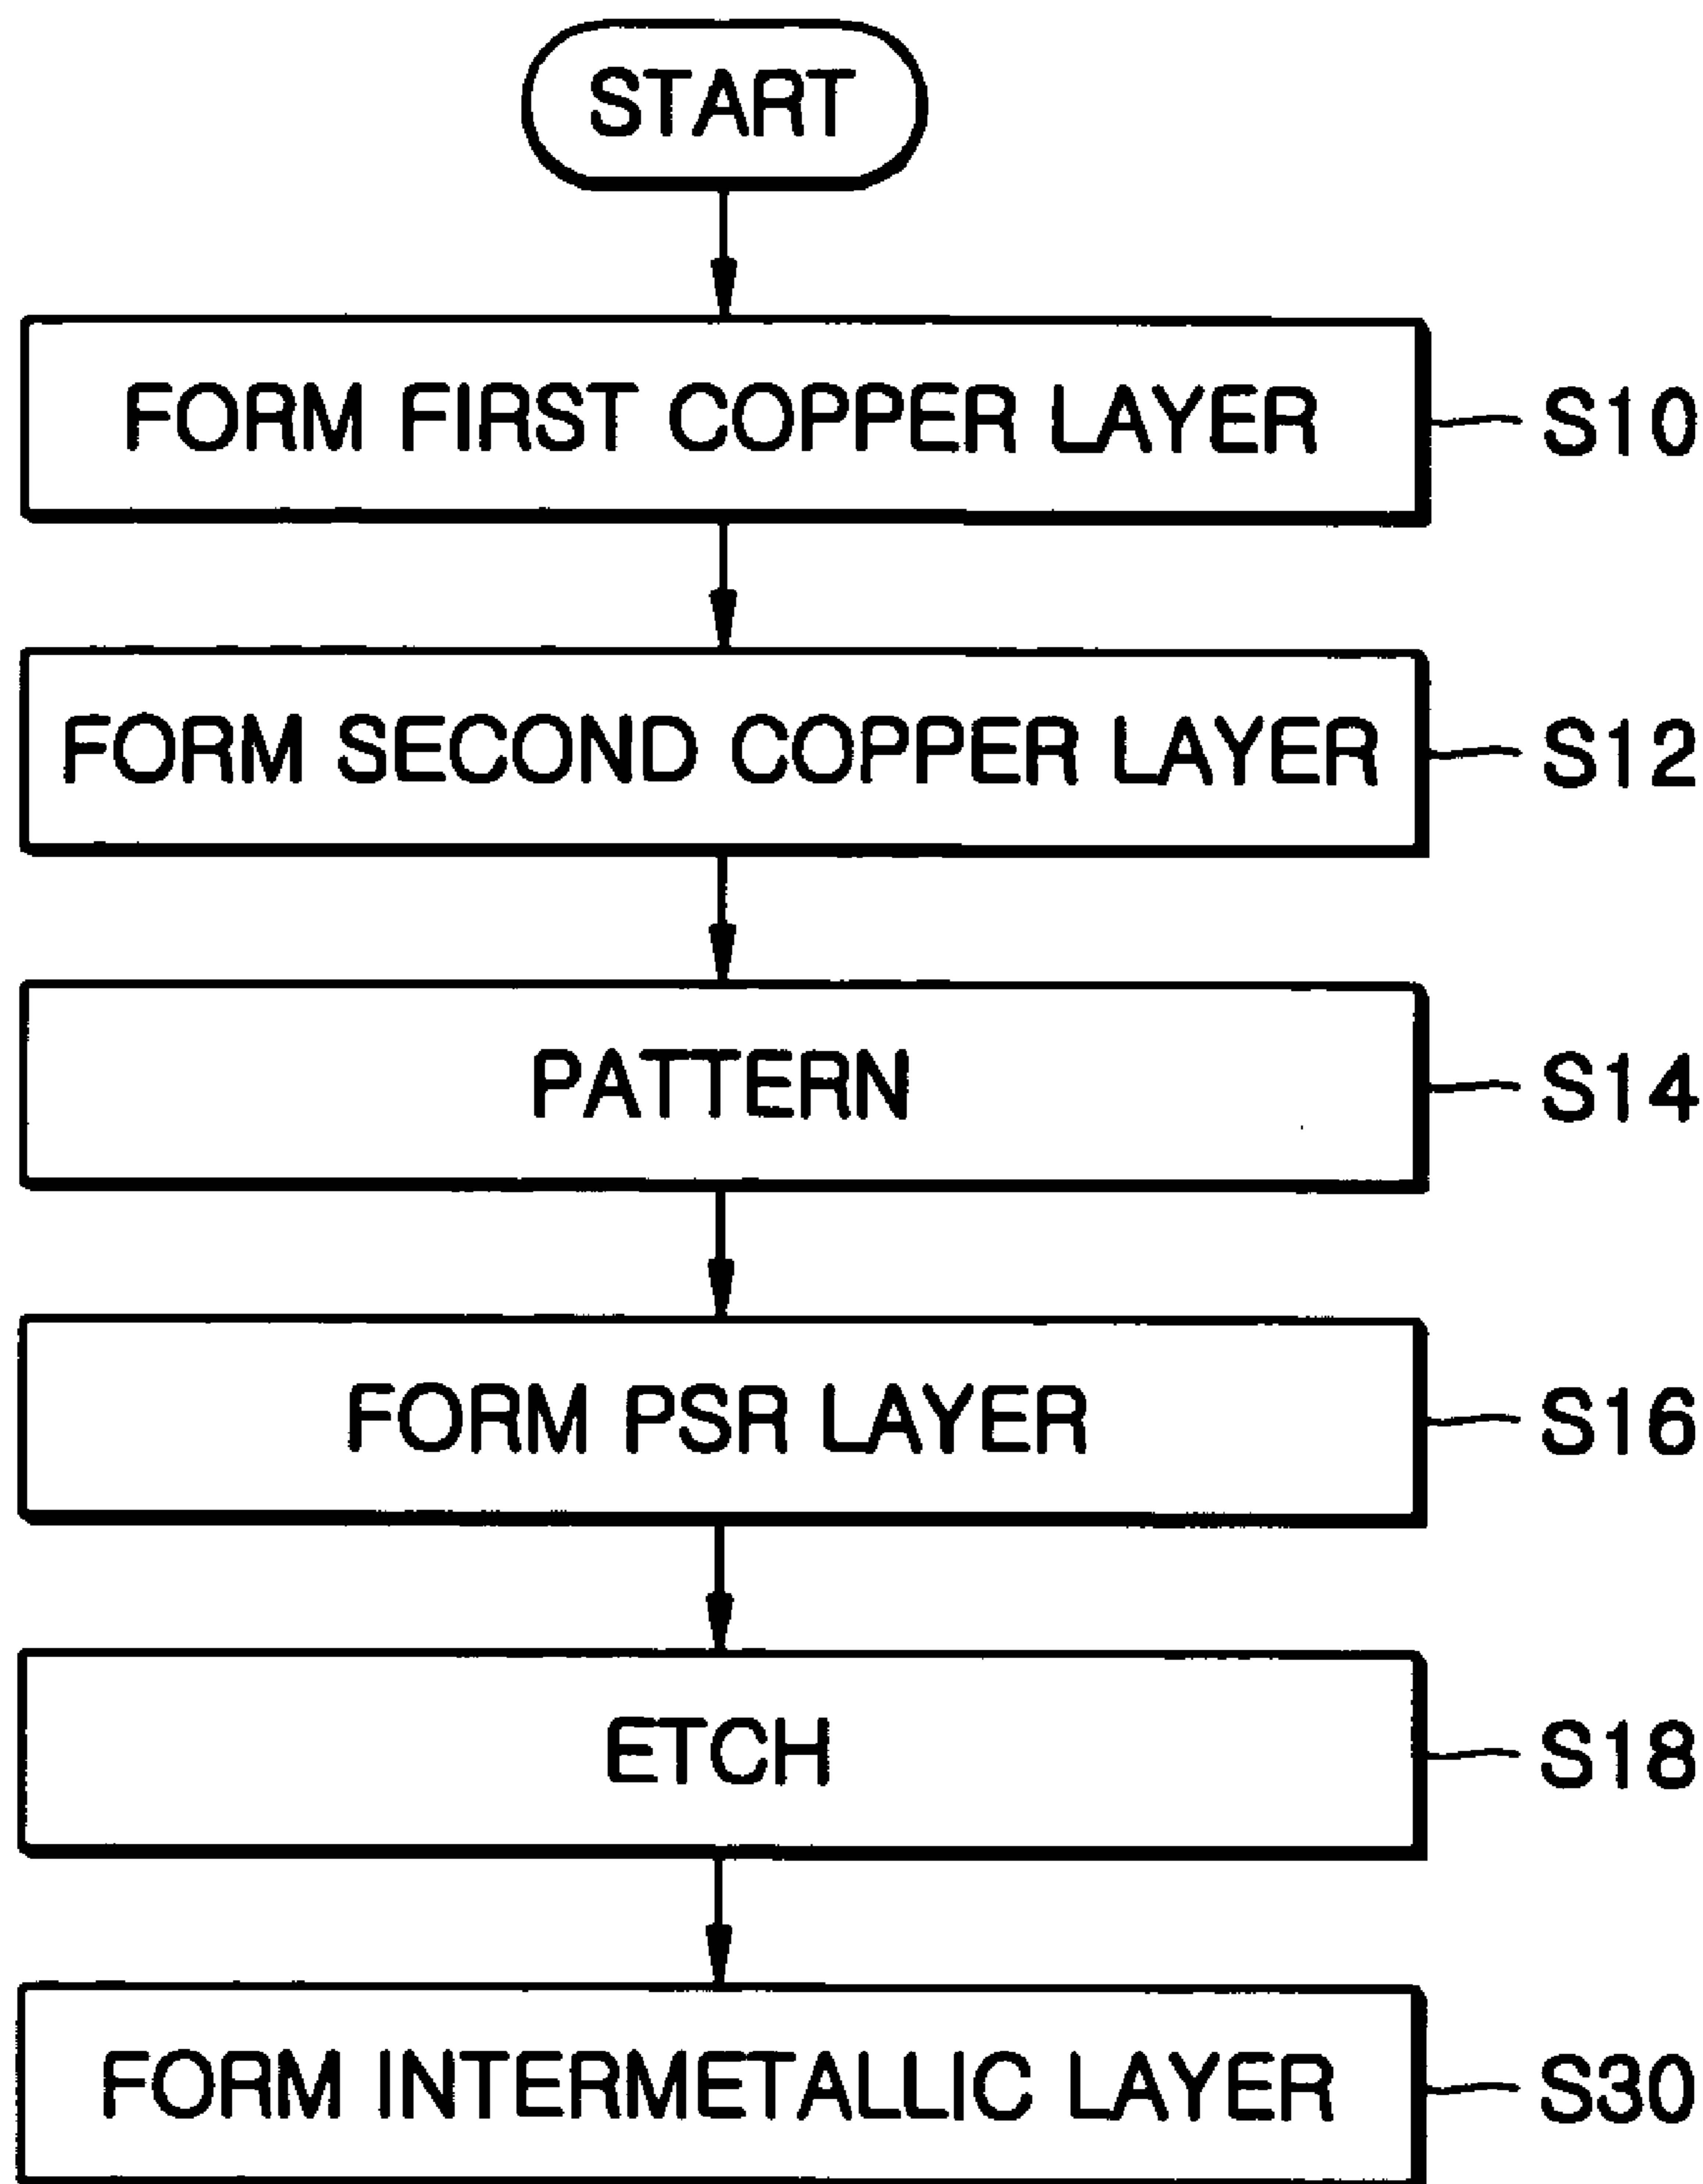 START
FORM FIRST COPPER LAYER S10
FORM SECOND COPPER LAYER S12
PATTERN S14
FORM PSR LAYER S16
ETCH S18
FORM INTERMETALLIC LAYER S30